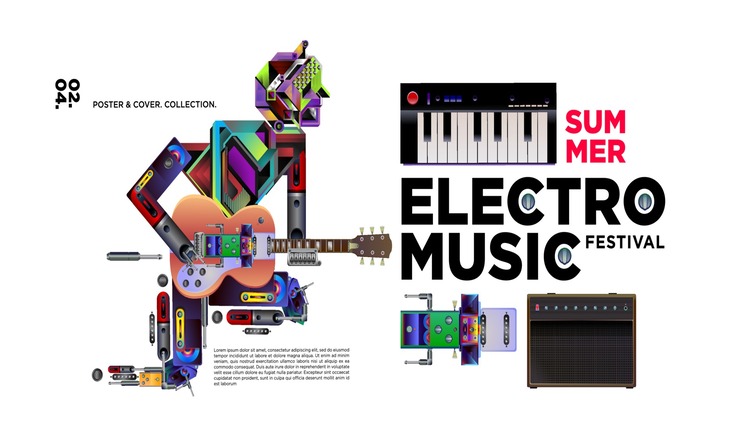 02.
04.
POSTER & COVER. COLLECTION.
SUM
MER
ELECTRO
MUSIC
FESTIVAL
Lorem ipsum dolor sit amet, consectetur adipiscing elit, sed do eiusmod
tempor incididunt ut labore et dolore magna aliqua. Ut enim ad minim
veniam, quis nostrud exercitation ullamco laboris nisi ut aliquip ex ea
commodo consequat. Duis aute irure dolor in reprehenderit in voluptate
velit esse cillum dolore eu fugiat nulla pariatur. Excepteur sint occaecat
cupidatat non proident, sunt in culpa qui officia deserunt mollit anim id
est laborum